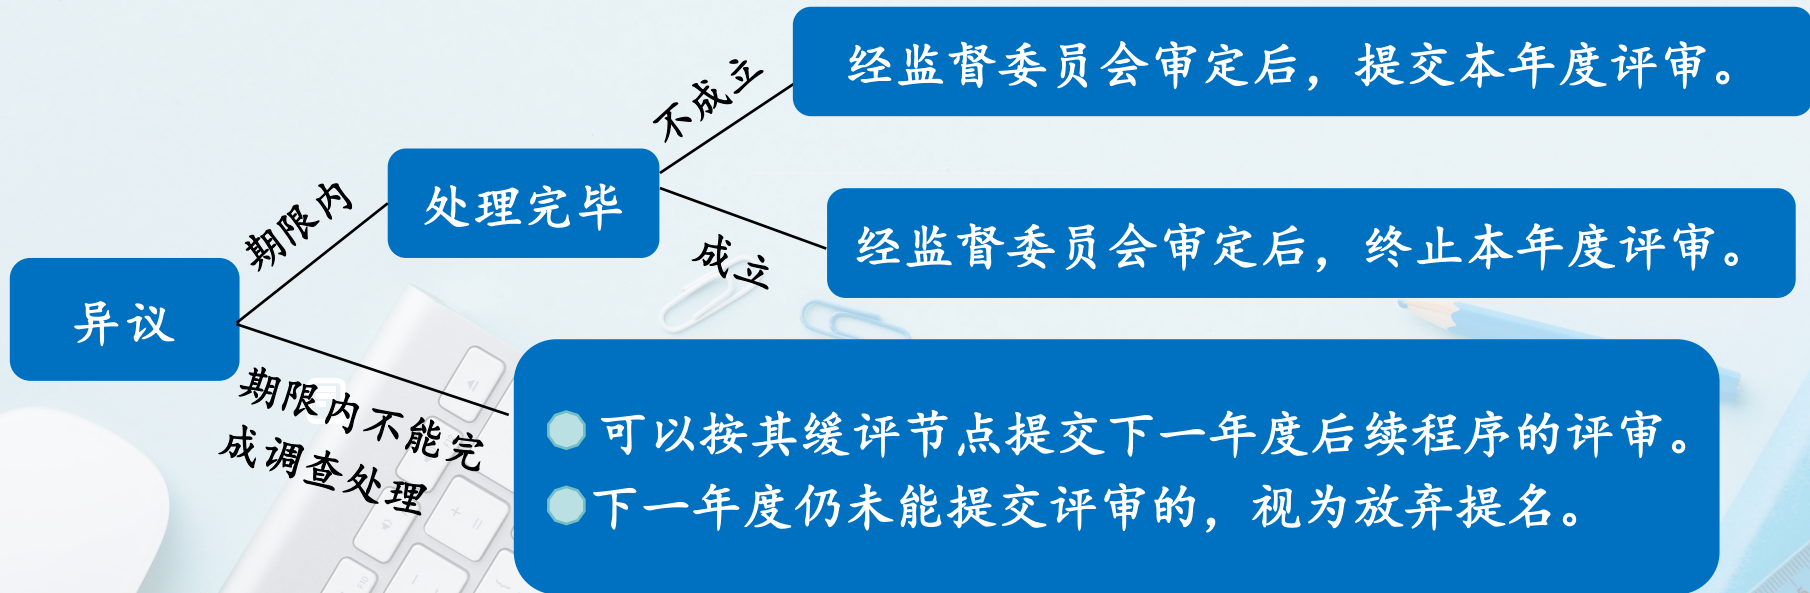 经监督委员会审定后，提交本年度评审。
不成立
处理完毕
期限内
经监督委员会审定后，终止本年度评审。
成立
异议
期限内不能完
成调查处理
可以按其缓评节点提交下一年度后续程序的评审。
下一年度仍未能提交评审的，视为放弃提名。